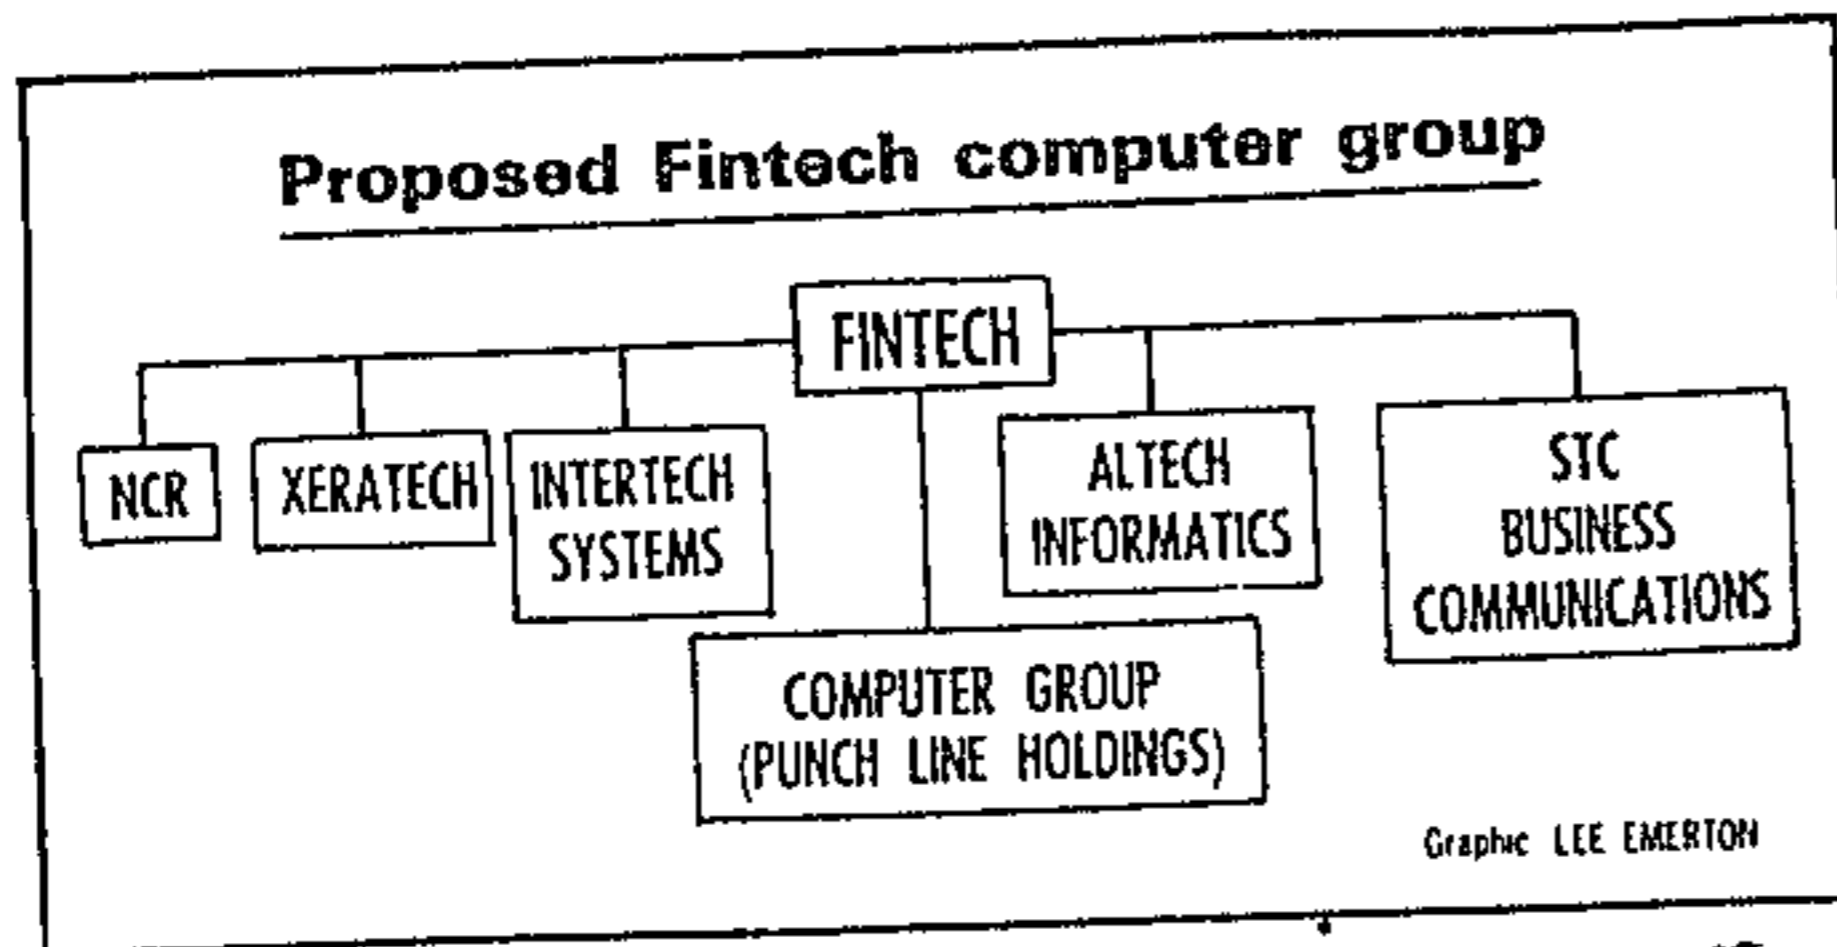 Proposed Fintech computer group
FINTECH
NCR
XERATECH
INTERTECH
SYSTEMS
ALTECH
INFORMATICS
STC
BUSINESS
COMMUNICATIONS
COMPUTER GROUP
(PUNCH LINE HOLDINGS)
Graphic LEE EMERTON